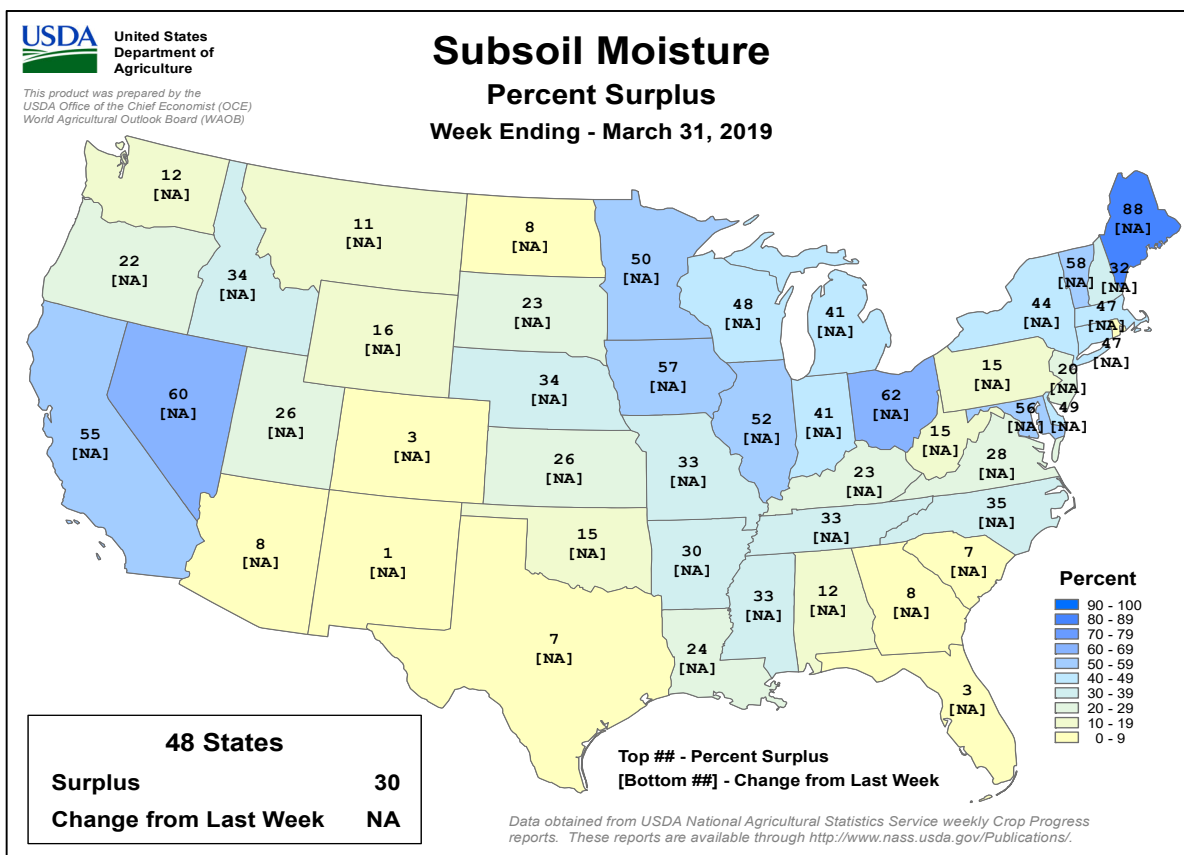 USDA
United States
Department of
Agriculture
This product was prepared by the
USDA Office of the Chief Economist (OCE)
World Agricultural Outlook Board (WAOB)
Subsoil Moisture
Percent Surplus
Week Ending - March 31, 2019
12
[NA]
11
[NA]
8
[NA]
50
[NA]
88
[NA]
22
[NA]
34
[NA]
23
[NA]
48
[NA]
41
[NA]
44
[NA]
58
[NA]
32
[NA]
47
[NA]
47
[NA]
16
[NA]
34
[NA]
57
[NA]
15
[NA]
20
[NA]
60
[NA]
26
[NA]
52
[NA]
41
[NA]
62
[NA]
56
[NA]
49
[NA]
55
[NA]
3
[NA]
26
[NA]
33
[NA]
15
[NA]
28
[NA]
23
[NA]
33
[NA]
35
[NA]
8
[NA]
1
[NA]
15
[NA]
30
[NA]
33
[NA]
12
[NA]
8
[NA]
7
[NA]
7
[NA]
24
[NA]
3
[NA]
Percent
90 - 100
80 - 89
70 - 79
60 - 69
50 - 59
40 - 49
30 - 39
20 - 29
10 - 19
0 - 9
48 States
Surplus 30
Change from Last Week NA
Top ## - Percent Surplus
[Bottom ##] - Change from Last Week
Data obtained from USDA National Agricultural Statistics Service weekly Crop Progress
reports. These reports are available through http://www.nass.usda.gov/Publications/.